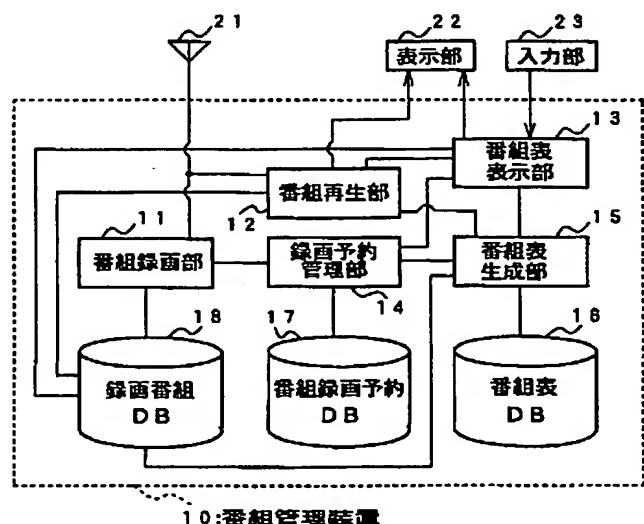 21
22
23
表示部
入力部
13
番組表
表示部
番組再生部
12
11
15
番組録画部
録画予約
管理部
番組表
生成部
14
18
17
16
録画番組
DB
番組録画予約
DB
番組表
DB
10:番組管理装置